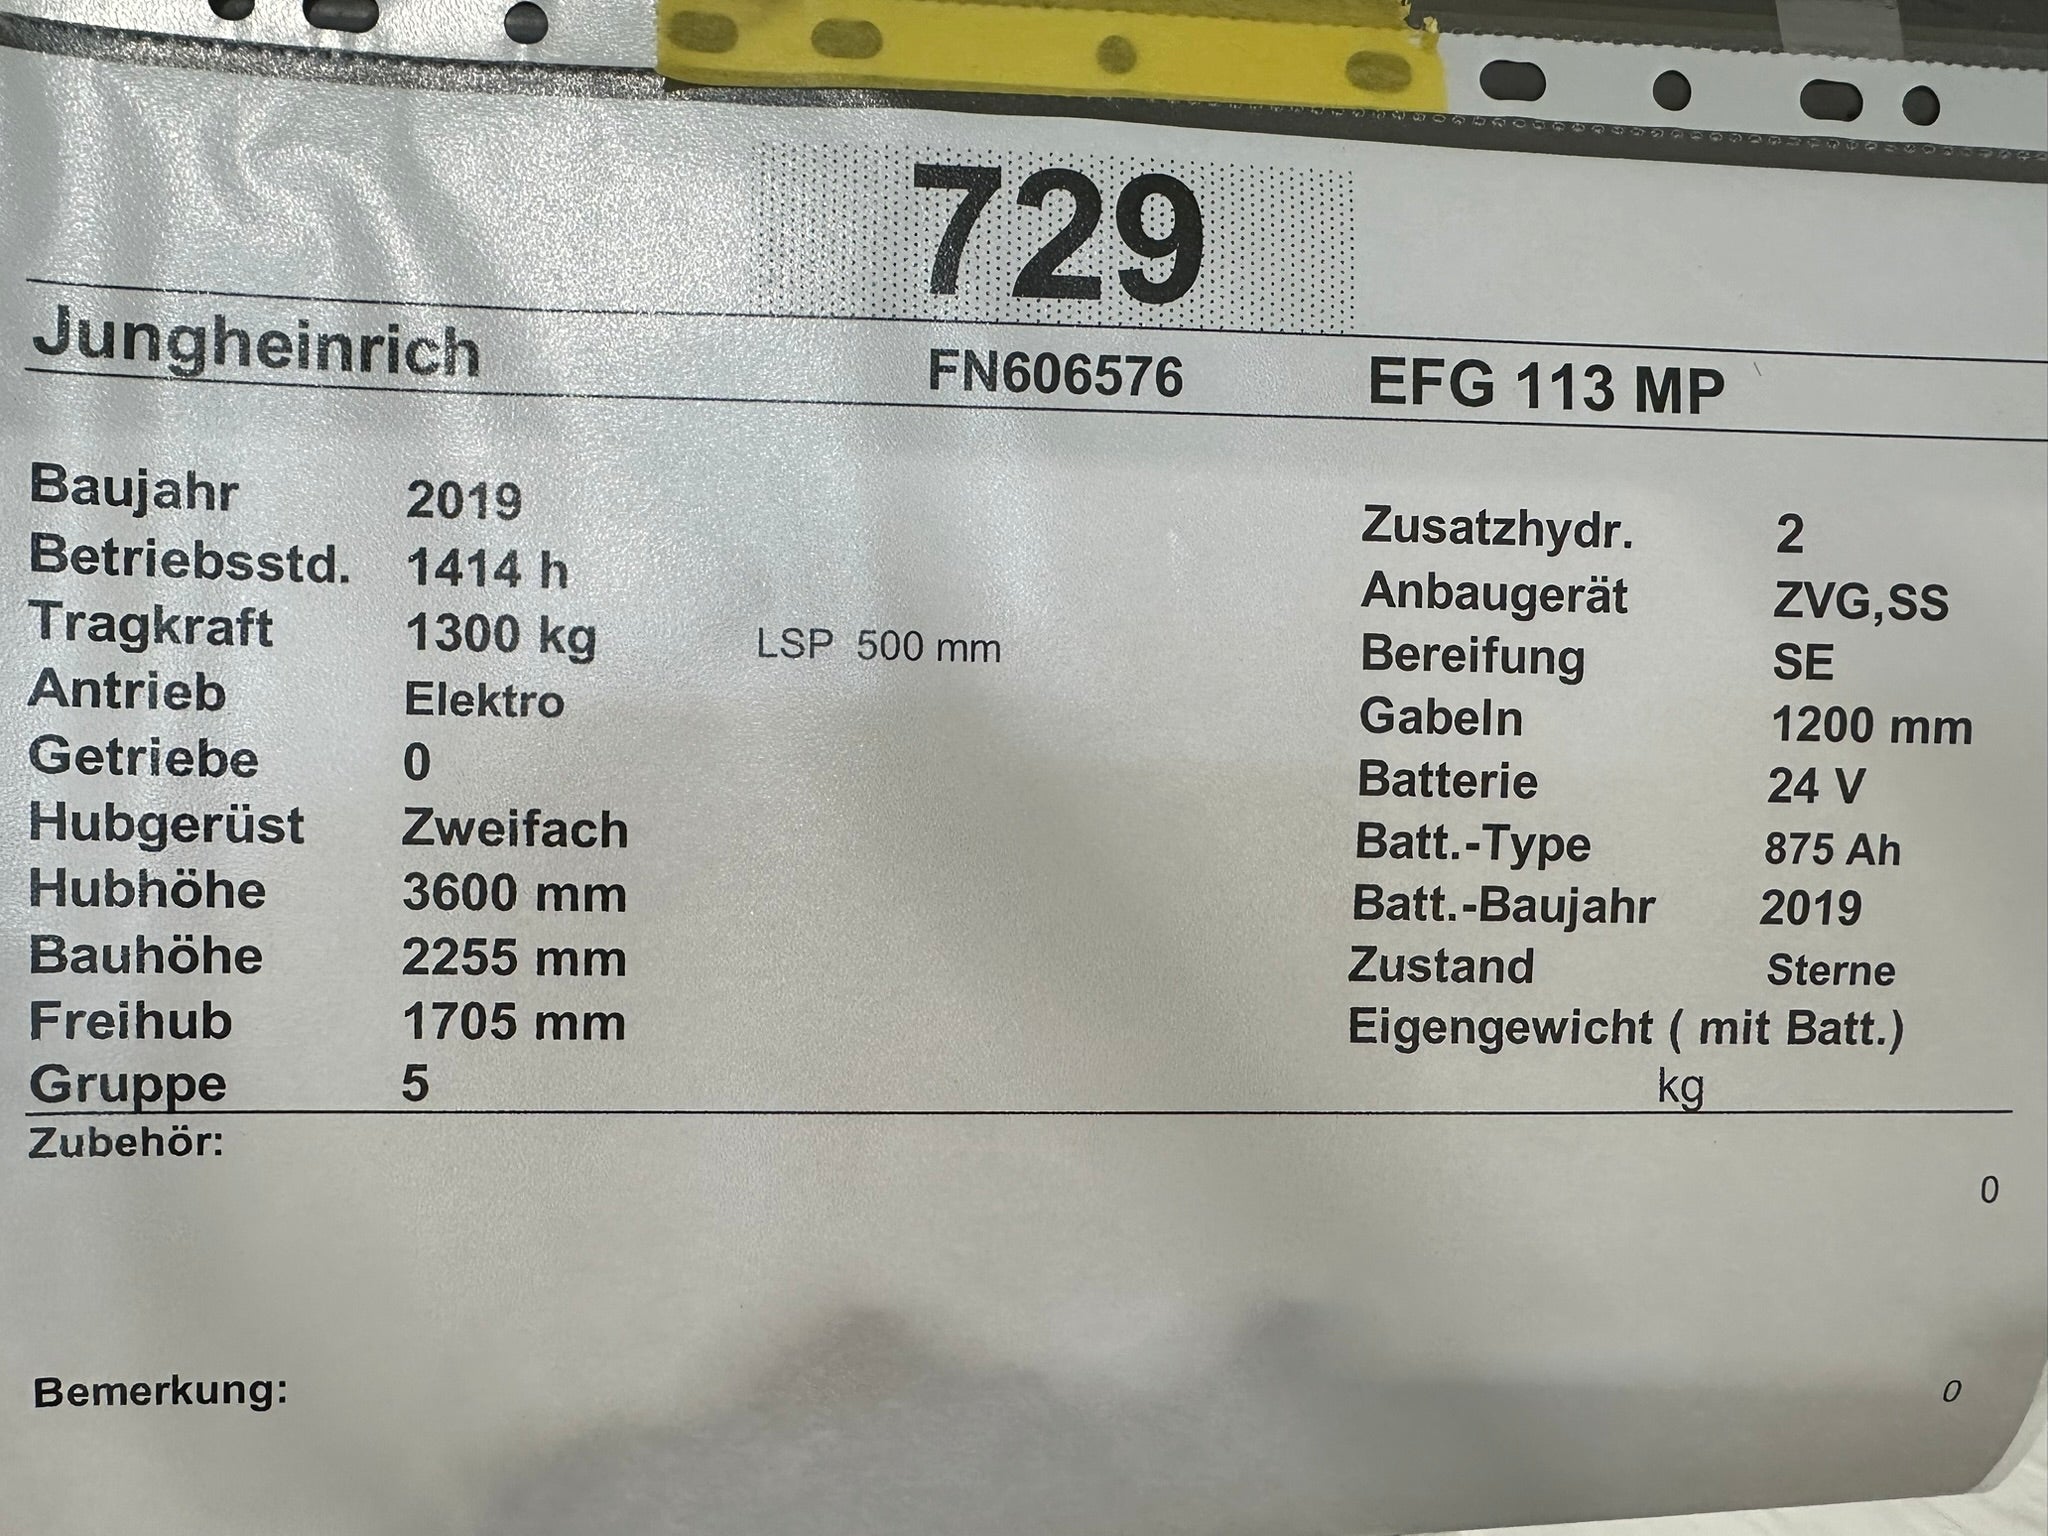 729
Jungheinrich FN606576 EFG 113 MP
Baujahr 2019
Betriebsstd. 1414 h
Tragkraft 1300 kg LSP 500 mm
Antrieb Elektro
Getriebe 0
Hubgerüst Zweifach
Hubhöhe 3600 mm
Bauhöhe 2255 mm
Freihub 1705 mm
Gruppe 5
Zusatzhydr. 2
Anbaugerät ZVG,SS
Bereifung SE
Gabeln 1200 mm
Batterie 24 V
Batt.-Type 875 Ah
Batt.-Baujahr 2019
Zustand Sterne
Eigengewicht ( mit Batt.)
kg
Zubehör:
0
Bemerkung: 0